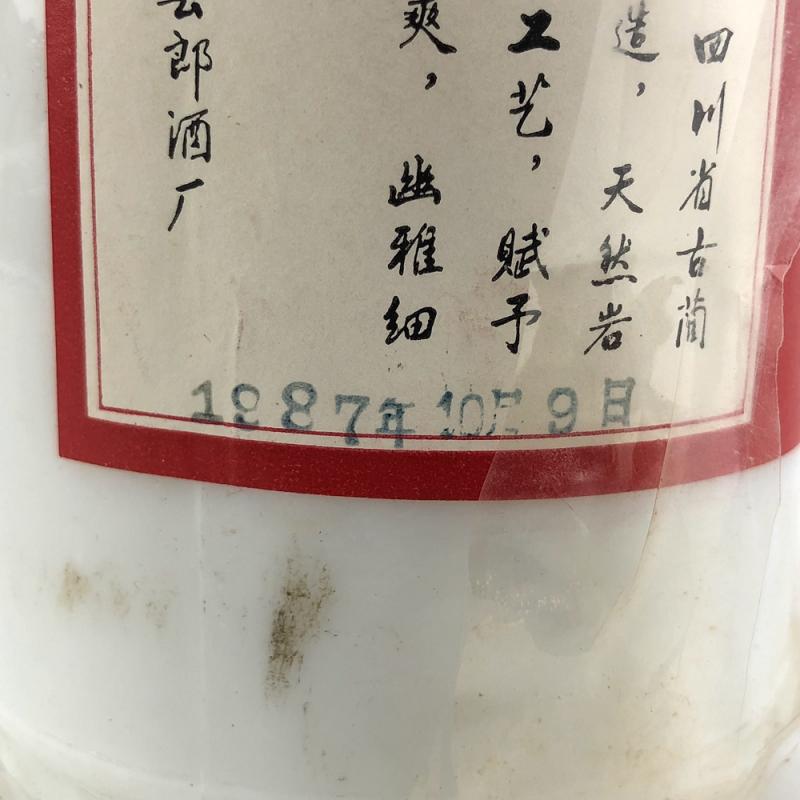 四川省古蔺
造，天然岩
工艺，赋予
爽，幽雅细
郎酒厂
1987年10月9日